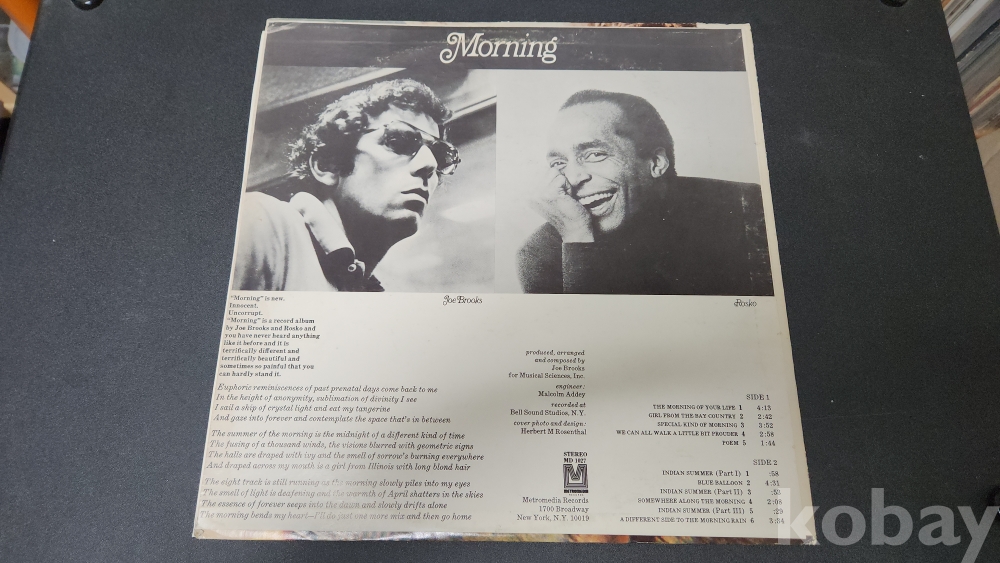 Morning
Joe Brooks
Rosko
"Morning" is new.
Innocent.
Uncorrupt.
"Morning" is a record album
by Joe Brooks and Rosko and
you have never heard anything
like it before and it is
terrifically different and
terrifically beautiful and
sometimes so painful that you
can hardly stand it.
Euphoric reminiscences of past prenatal days come back to me
In the height of anonymity, sublimation of divinity I see
I sail a ship of crystal light and eat my tangerine
And gaze into forever and contemplate the space that's in between
The summer of the morning is the midnight of a different kind of time
The fusing of a thousand winds, the visions blurred with geometric signs
The halls are draped with ivy and the smell of sorrow's burning everywhere
And draped across my mouth is a girl from Illinois with long blond hair
The eight track is still running as the morning slowly piles into my eyes
The smell of light is deafening and the warmth of April shatters in the skies
The essence of forever seeps into the dawn and slowly drifts alone
The morning bends my heart—I'll do just one more mix and then go home
produced, arranged
and composed by
Joe Brooks
for Musical Sciences, Inc.
engineer:
Malcolm Addey
recorded at
Bell Sound Studios, N.Y.
cover photo and design:
Herbert M. Rosenthal
STEREO
MD 1027
METROMEDIA
Metromedia Records
1700 Broadway
New York, N.Y. 10019
SIDE 1
THE MORNING OF YOUR LIFE 1 4:13
GIRL FROM THE BAY COUNTRY 2 2:42
SPECIAL KIND OF MORNING 3 3:52
WE CAN ALL WALK A LITTLE BIT PROUDER 4 2:58
POEM 5 1:44
SIDE 2
INDIAN SUMMER (Part I) 1 :58
BLUE BALLOON 2 4:31
INDIAN SUMMER (Part II) 3 :53
SOMEWHERE ALONG THE MORNING 4 2:08
INDIAN SUMMER (Part III) 5 :29
A DIFFERENT SIDE TO THE MORNING RAIN 6 3:34
kobay